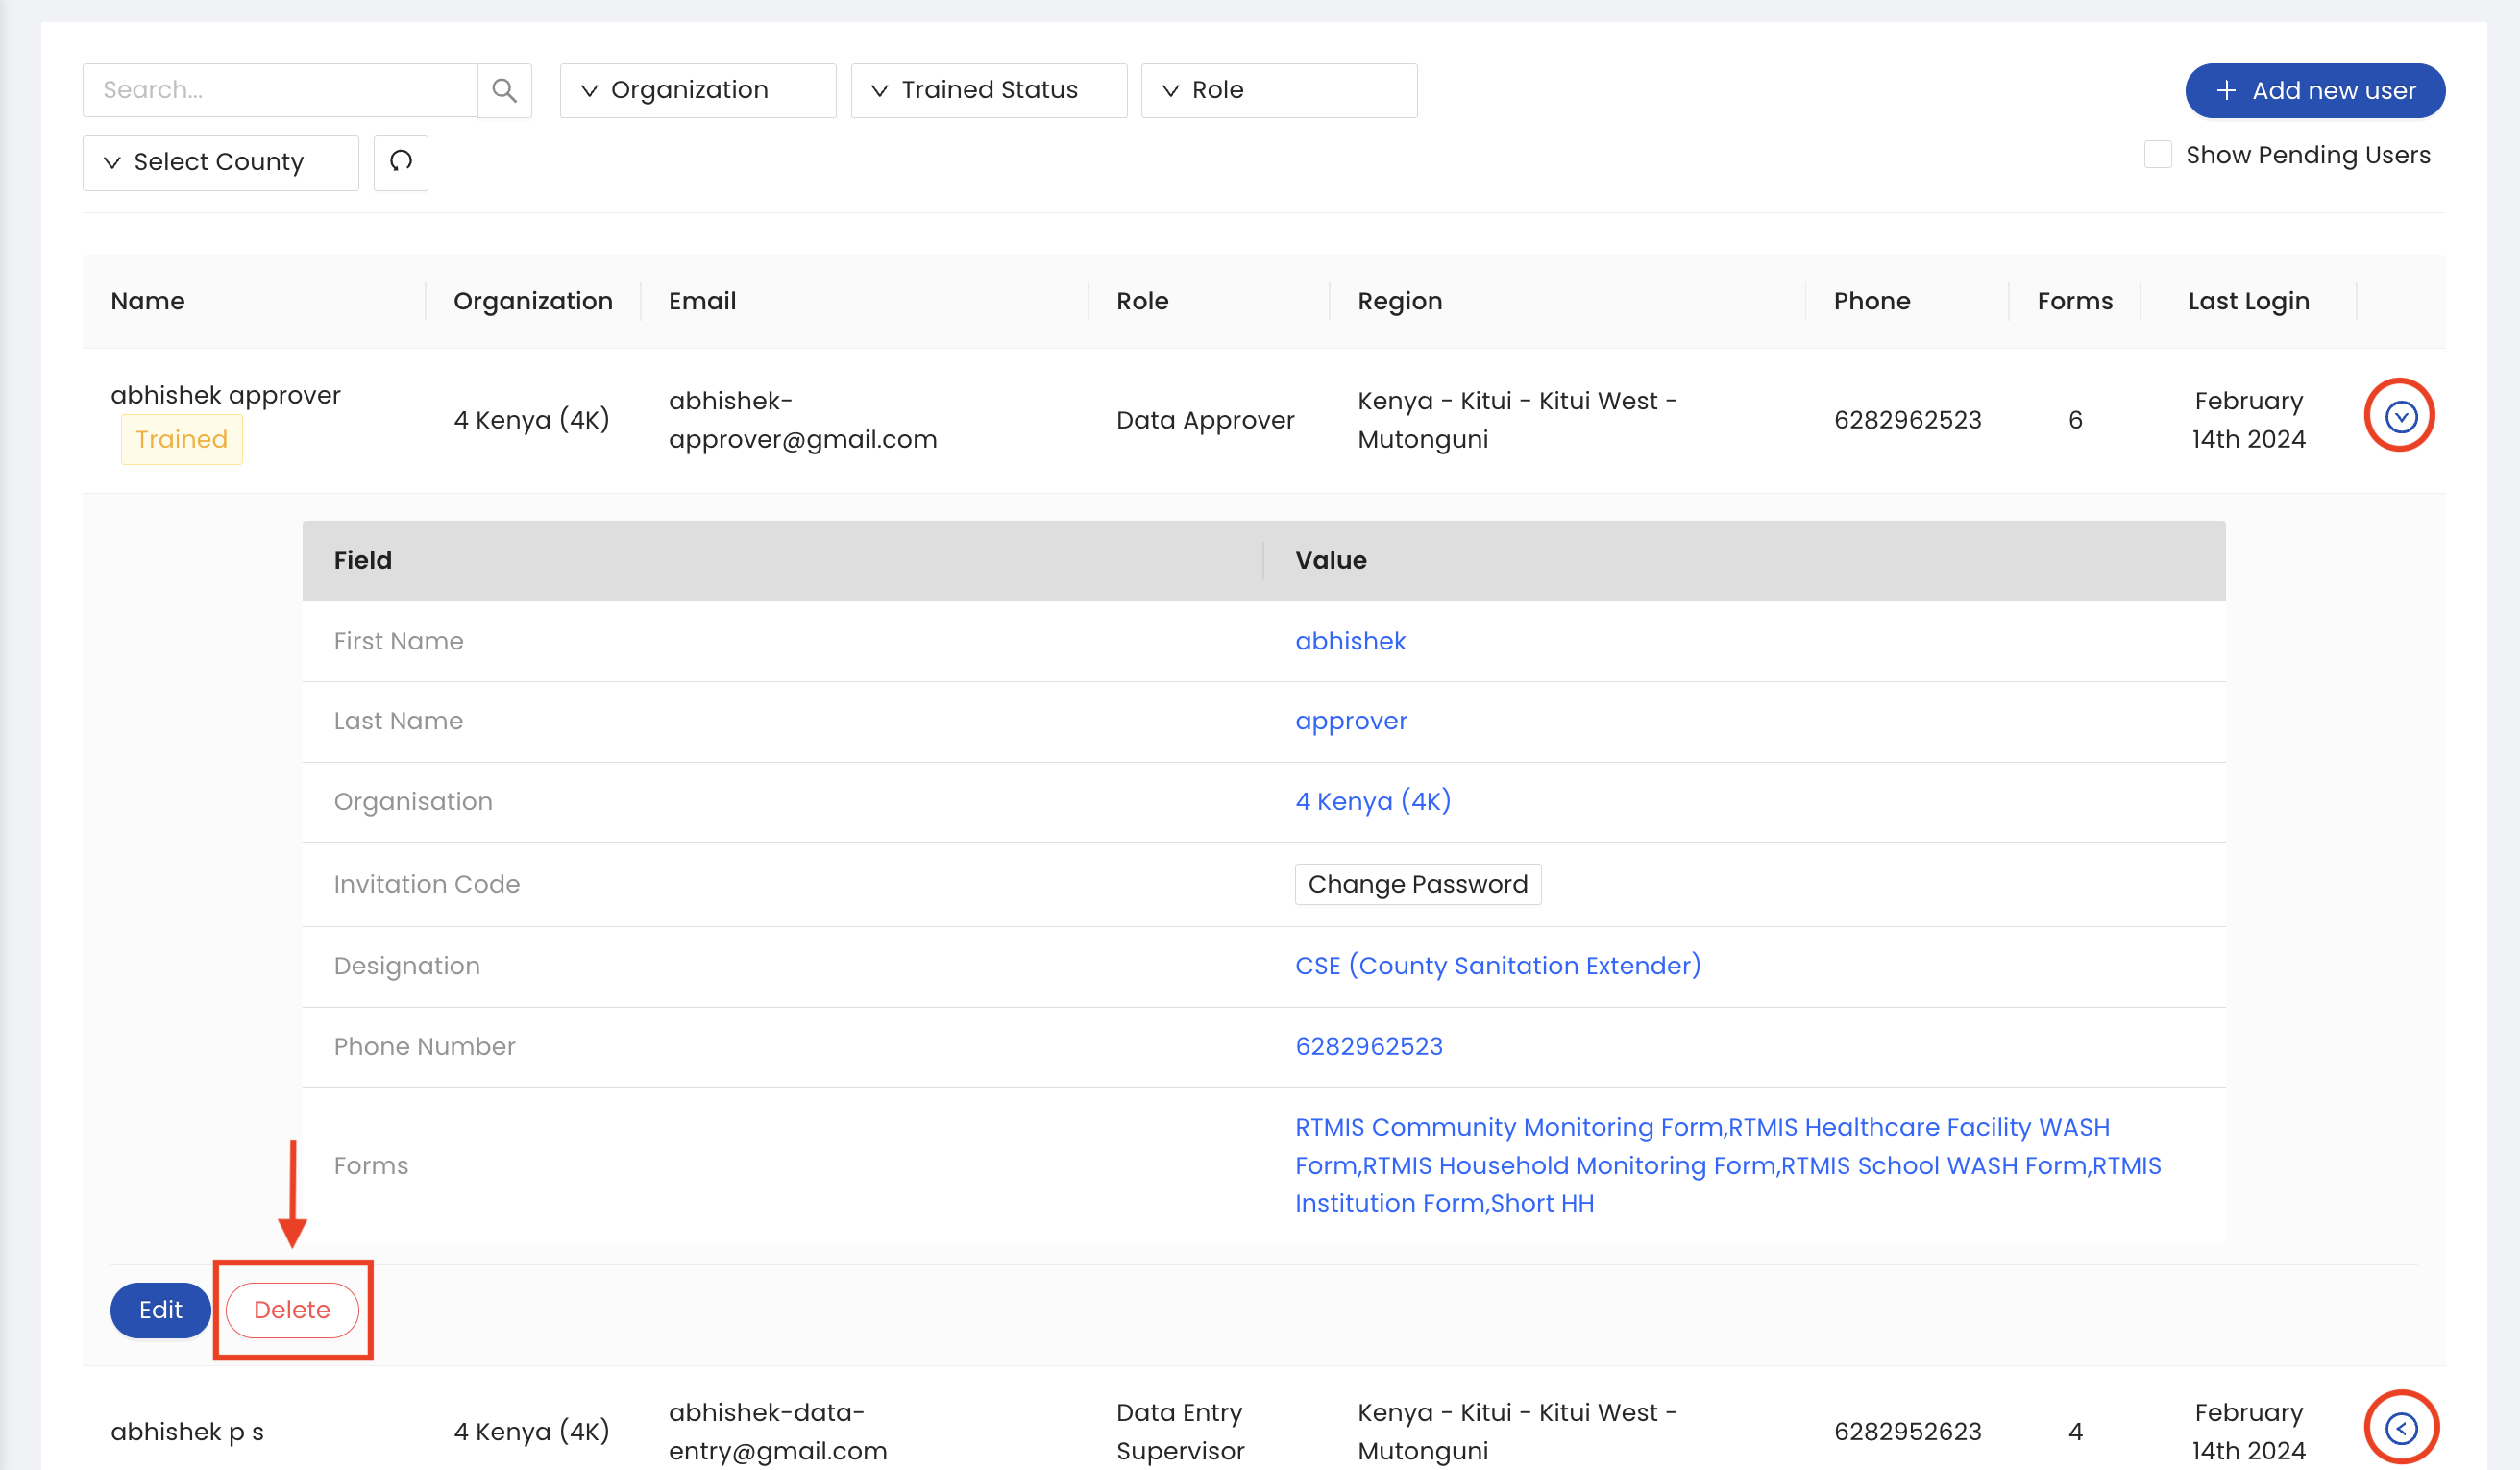 Search...
Organization
Trained Status
Role
Add new user
Select County
Show Pending Users
Name Organization Email Role Region Phone Forms Last Login
abhishek approver
Trained
4 Kenya (4K)
abhishek-
approver@gmail.com
Data Approver
Kenya - Kitui - Kitui West -
Mutonguni
6282962523
6
February
14th 2024
Field Value
First Name abhishek
Last Name approver
Organisation 4 Kenya (4K)
Invitation Code Change Password
Designation CSE (County Sanitation Extender)
Phone Number 6282962523
Forms
RTMIS Community Monitoring Form,RTMIS Healthcare Facility WASH
Form,RTMIS Household Monitoring Form,RTMIS School WASH Form,RTMIS
Institution Form,Short HH
Edit
Delete
abhishek p s
4 Kenya (4K)
abhishek-data-
entry@gmail.com
Data Entry
Supervisor
Kenya - Kitui - Kitui West -
Mutonguni
6282952623
4
February
14th 2024